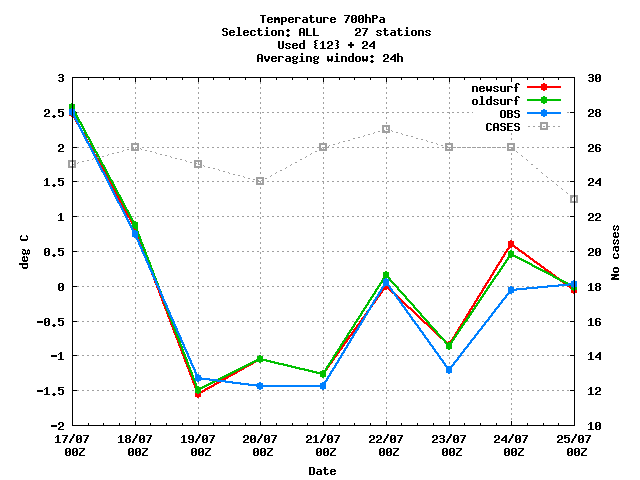 Temperature 700hPa
Selection: ALL     27 stations
Used {12} + 24
Averaging window: 24h
newsurf
oldsurf
OBS
CASES
3
2,5
2
1,5
1
0,5
0
-0,5
-1
-1,5
-2
deg C
30
28
26
24
22
20
18
16
14
12
10
No cases
17/07 18/07 19/07 20/07 21/07 22/07 23/07 24/07 25/07
00Z 00Z 00Z 00Z 00Z 00Z 00Z 00Z 00Z
Date